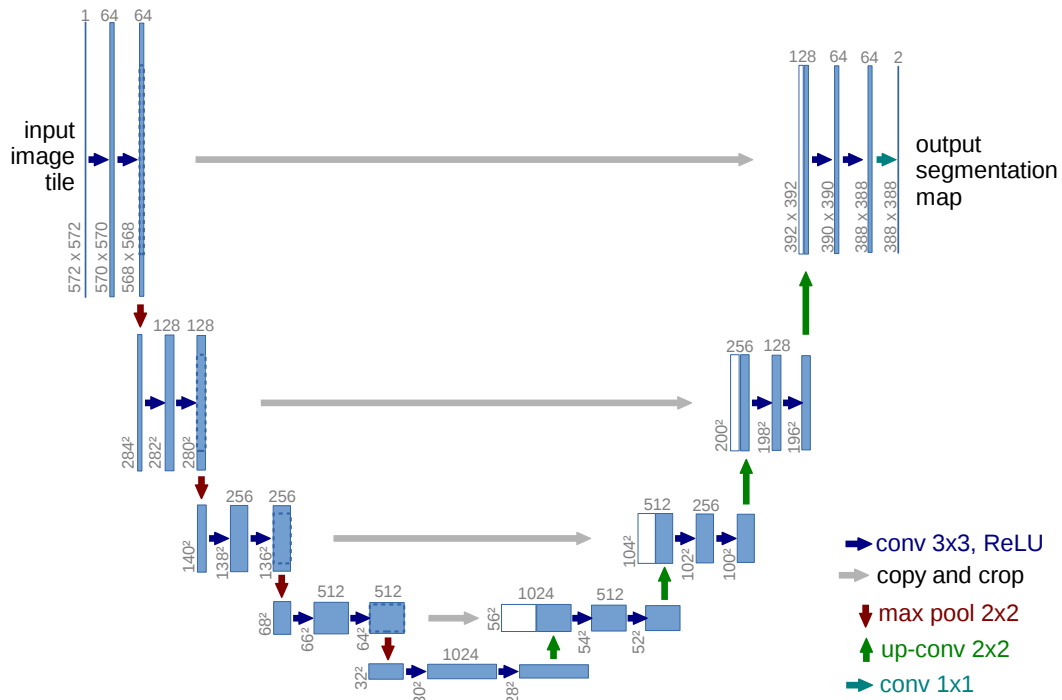 1 64 64
128 64 64 2
input
image
tile
output
segmentation
map
572 x 572
570 x 570
568 x 568
392 x 392
390 x 390
388 x 388
388 x 388
128 128
256 128
284²
282²
280²
200²
198²
196²
256 256
512 256
140²
138²
136²
104²
102²
100²
512 512
1024 512
68²
66²
64²
56²
54²
52²
1024
32²
30²
28²
conv 3x3, ReLU
copy and crop
max pool 2x2
up-conv 2x2
conv 1x1